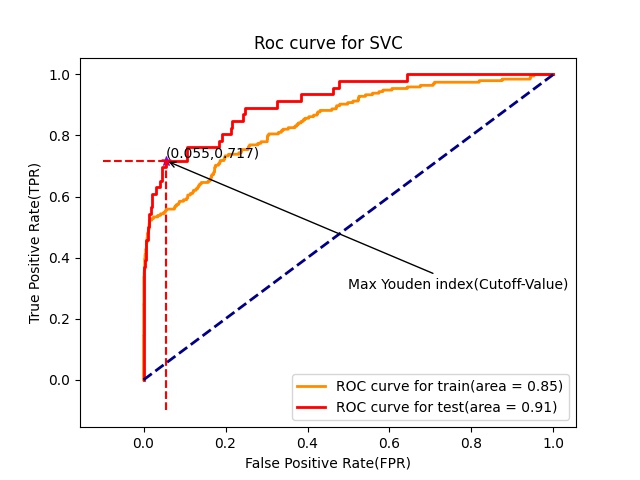 Roc curve for SVC
True Positive Rate(TPR)
1.0
0.8
0.6
0.4
0.2
0.0
(0.055,0.717)
Max Youden index(Cutoff-Value)
ROC curve for train(area = 0.85)
ROC curve for test(area = 0.91)
0.0 0.2 0.4 0.6 0.8 1.0
False Positive Rate(FPR)